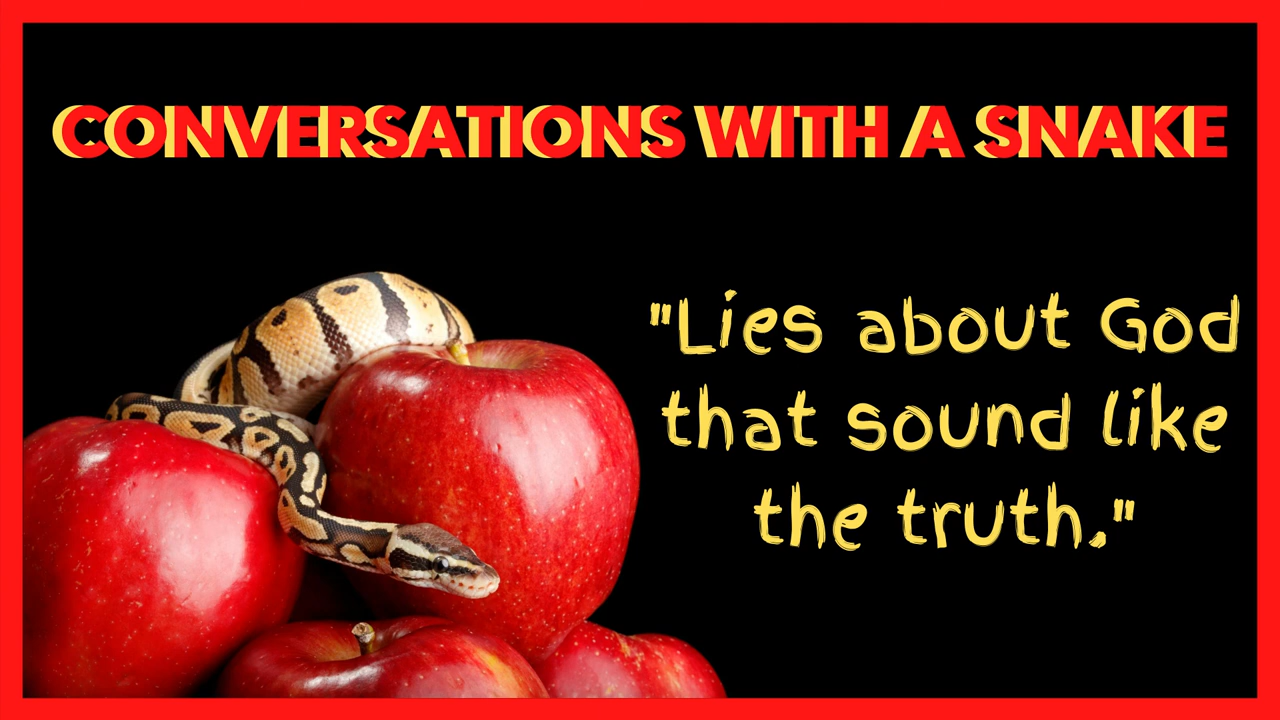 CONVERSATIONS WITH A SNAKE
"Lies about God
that sound like
the truth."